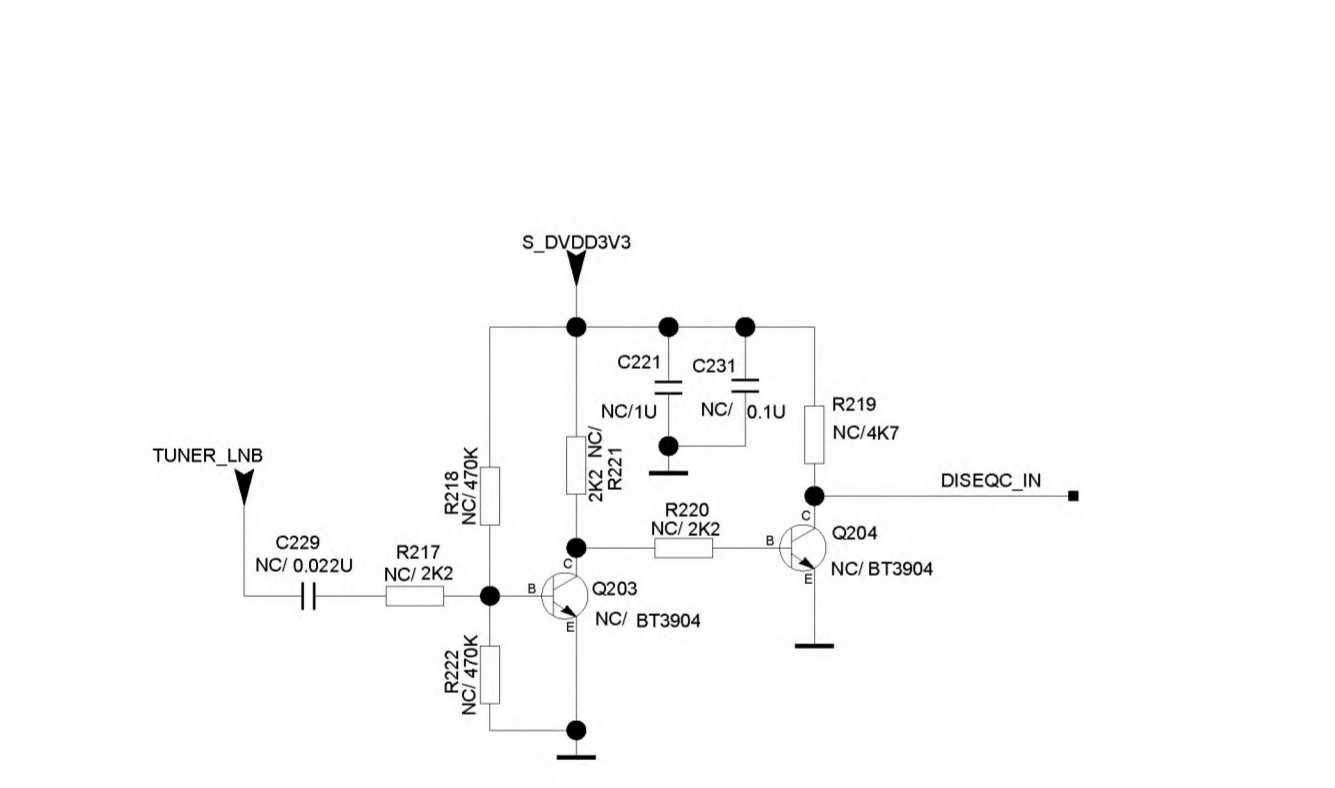 S_DVDD3V3
C221
NC/1U
C231
NC/ 0.1U
R219
NC/4K7
TUNER_LNB
R218
NC/ 470K
2K2 NC/
R221
DISEQC_IN
R220
NC/ 2K2
C
B
E
Q204
NC/ BT3904
C229
NC/ 0.022U
R217
NC/ 2K2
C
B
E
Q203
NC/ BT3904
R222
NC/ 470K